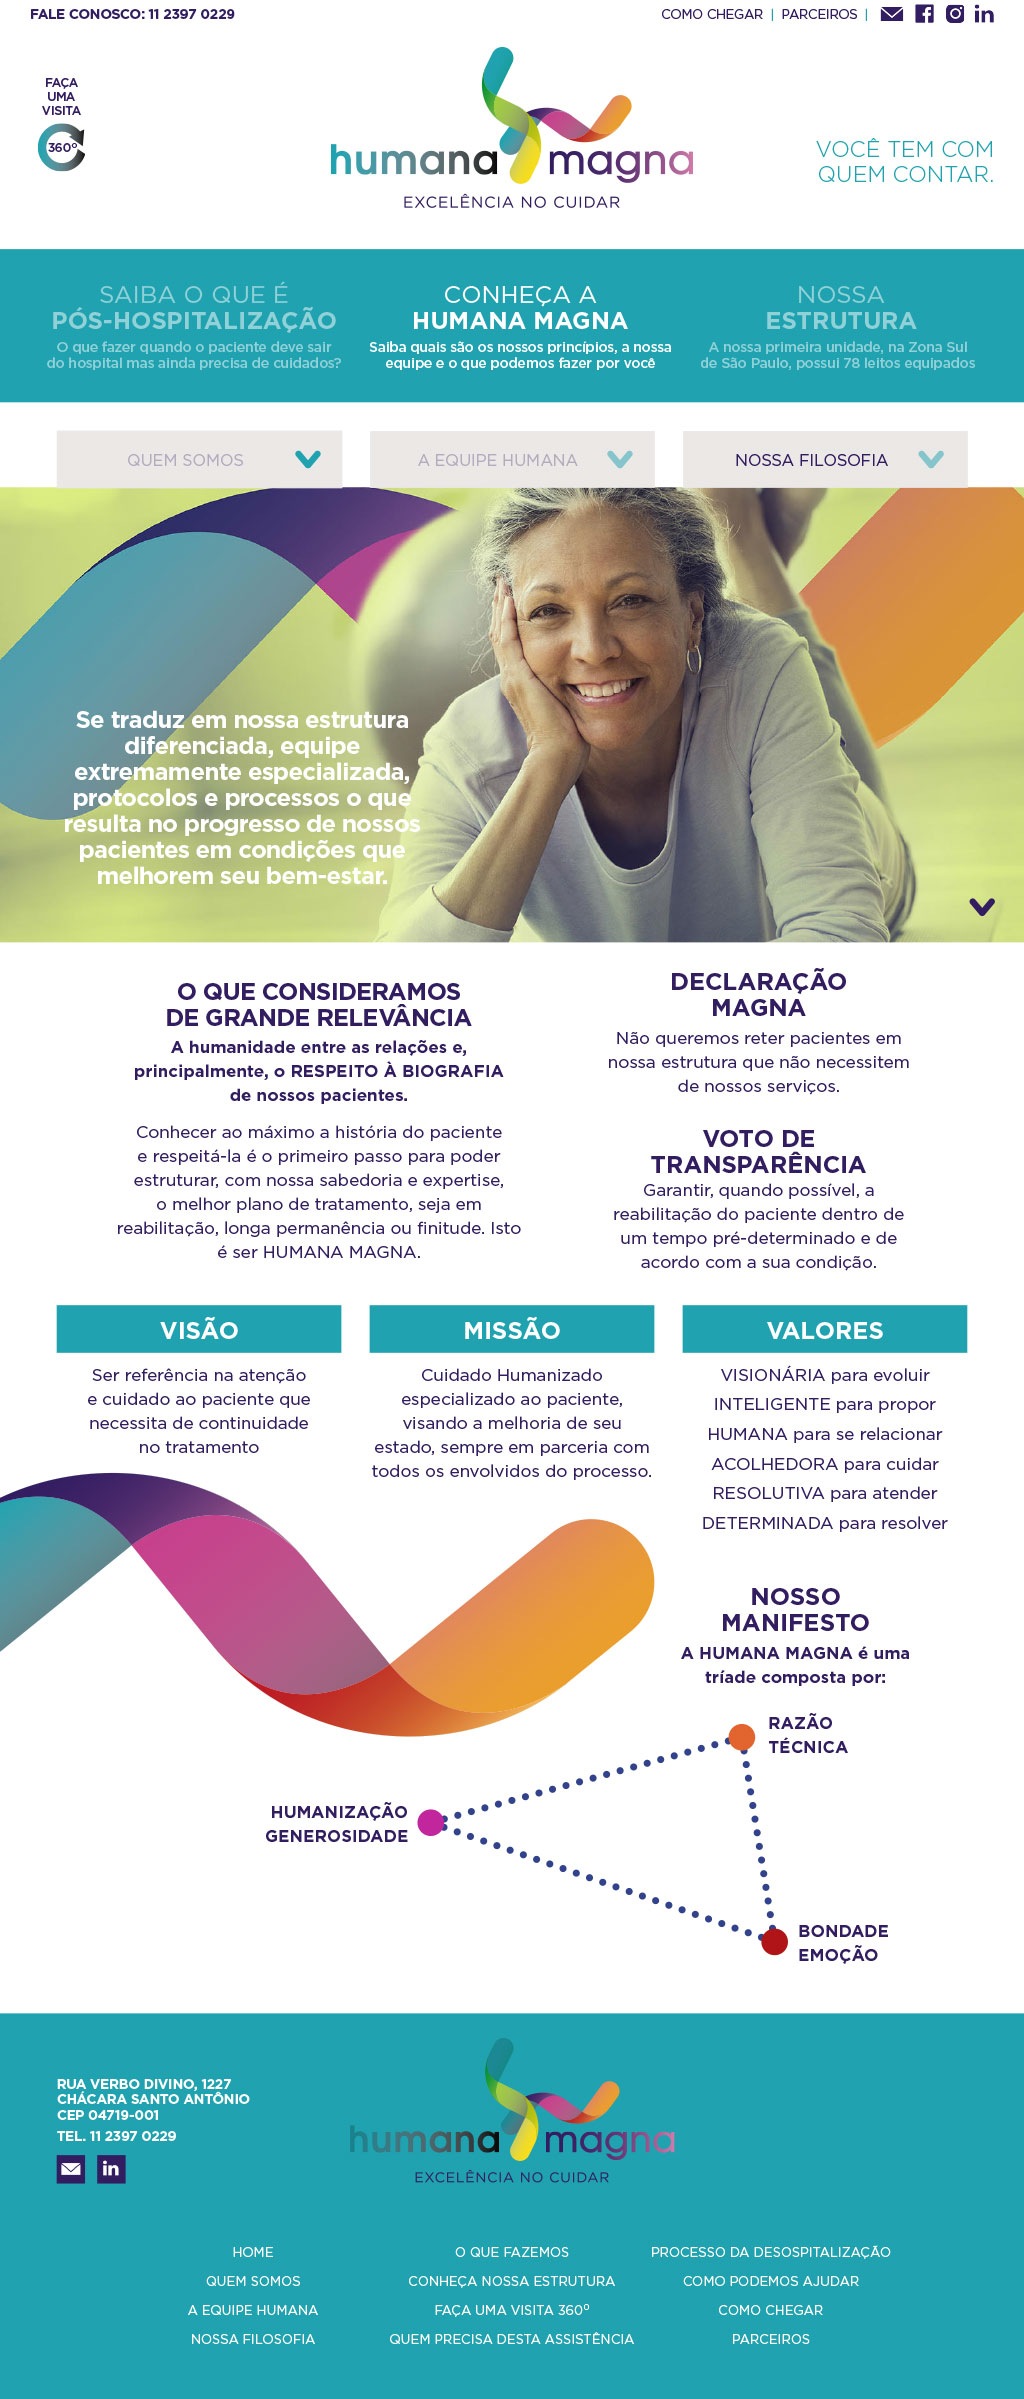 FALE CONOSCO: 11 2397 0229
COMO CHEGAR | PARCEIROS |
FAÇA
UMA
VISITA
360º
humana magna
EXCELÊNCIA NO CUIDAR
VOCÊ TEM COM
QUEM CONTAR.
SAIBA O QUE É
PÓS-HOSPITALIZAÇÃO
O que fazer quando o paciente deve sair
do hospital mas ainda precisa de cuidados?
CONHEÇA A
HUMANA MAGNA
Saiba quais são os nossos princípios, a nossa
equipe e o que podemos fazer por você
NOSSA
ESTRUTURA
A nossa primeira unidade, na Zona Sul
de São Paulo, possui 78 leitos equipados
QUEM SOMOS
A EQUIPE HUMANA
NOSSA FILOSOFIA
Se traduz em nossa estrutura
diferenciada, equipe
extremamente especializada,
protocolos e processos o que
resulta no progresso de nossos
pacientes em condições que
melhorem seu bem-estar.
O QUE CONSIDERAMOS
DE GRANDE RELEVÂNCIA
A humanidade entre as relações e,
principalmente, o RESPEITO À BIOGRAFIA
de nossos pacientes.
Conhecer ao máximo a história do paciente
e respeitá-la é o primeiro passo para poder
estruturar, com nossa sabedoria e expertise,
o melhor plano de tratamento, seja em
reabilitação, longa permanência ou finitude. Isto
é ser HUMANA MAGNA.
DECLARAÇÃO
MAGNA
Não queremos reter pacientes em
nossa estrutura que não necessitem
de nossos serviços.
VOTO DE
TRANSPARÊNCIA
Garantir, quando possível, a
reabilitação do paciente dentro de
um tempo pré-determinado e de
acordo com a sua condição.
VISÃO
Ser referência na atenção
e cuidado ao paciente que
necessita de continuidade
no tratamento
MISSÃO
Cuidado Humanizado
especializado ao paciente,
visando a melhoria de seu
estado, sempre em parceria com
todos os envolvidos do processo.
VALORES
VISIONÁRIA para evoluir
INTELIGENTE para propor
HUMANA para se relacionar
ACOLHEDORA para cuidar
RESOLUTIVA para atender
DETERMINADA para resolver
NOSSO
MANIFESTO
A HUMANA MAGNA é uma
tríade composta por:
RAZÃO
TÉCNICA
HUMANIZAÇÃO
GENEROSIDADE
BONDADE
EMOÇÃO
RUA VERBO DIVINO, 1227
CHÁCARA SANTO ANTÔNIO
CEP 04719-001
TEL. 11 2397 0229
humana magna
EXCELÊNCIA NO CUIDAR
HOME
QUEM SOMOS
A EQUIPE HUMANA
NOSSA FILOSOFIA
O QUE FAZEMOS
CONHEÇA NOSSA ESTRUTURA
FAÇA UMA VISITA 360º
QUEM PRECISA DESTA ASSISTÊNCIA
PROCESSO DA DESOSPITALIZAÇÃO
COMO PODEMOS AJUDAR
COMO CHEGAR
PARCEIROS